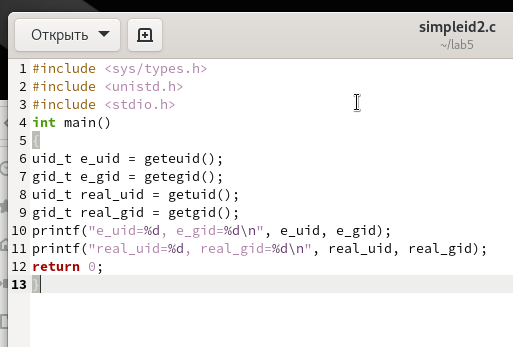 Открыть
simpleid2.c
~/lab5
1 #include <sys/types.h>
2 #include <unistd.h>
3 #include <stdio.h>
4 int main()
5 {
6 uid_t e_uid = geteuid();
7 gid_t e_gid = getegid();
8 uid_t real_uid = getuid();
9 gid_t real_gid = getgid();
10 printf("e_uid=%d, e_gid=%d\n", e_uid, e_gid);
11 printf("real_uid=%d, real_gid=%d\n", real_uid, real_gid);
12 return 0;
13 }